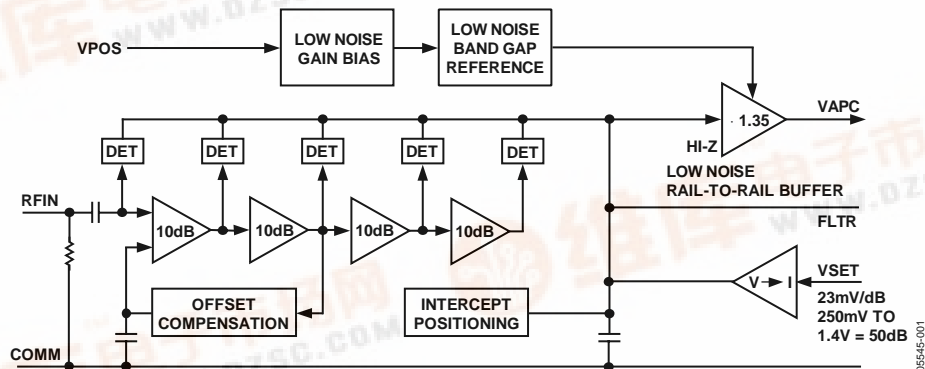 VPOS
LOW NOISE
GAIN BIAS
LOW NOISE
BAND GAP
REFERENCE
· 1.35
VAPC
HI-Z
LOW NOISE
RAIL-TO-RAIL BUFFER
DET
DET
DET
DET
DET
RFIN
10dB
10dB
10dB
10dB
FLTR
OFFSET
COMPENSATION
INTERCEPT
POSITIONING
V
I
VSET
23mV/dB
250mV TO
1.4V = 50dB
COMM
05545-001